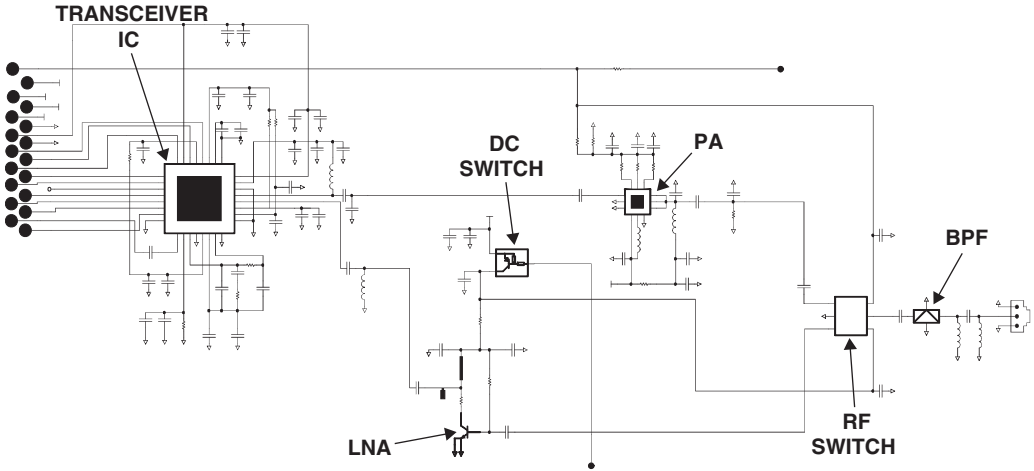 TRANSCEIVER
IC
DC
SWITCH
PA
BPF
LNA
RF
SWITCH